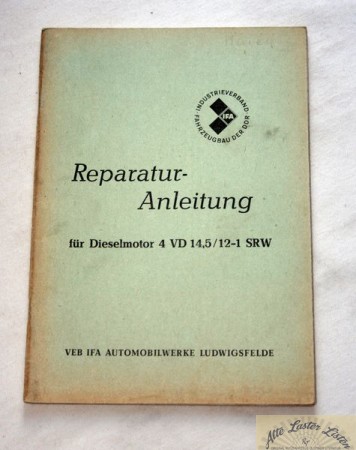 INDUSTRIEVERBAND
FAHRZEUGBAU DER DDR
IFA
Reparatur-
Anleitung
für Dieselmotor 4 VD 14,5/12-1 SRW
VEB IFA AUTOMOBILWERKE LUDWIGSFELDE
Alte Laster Listen